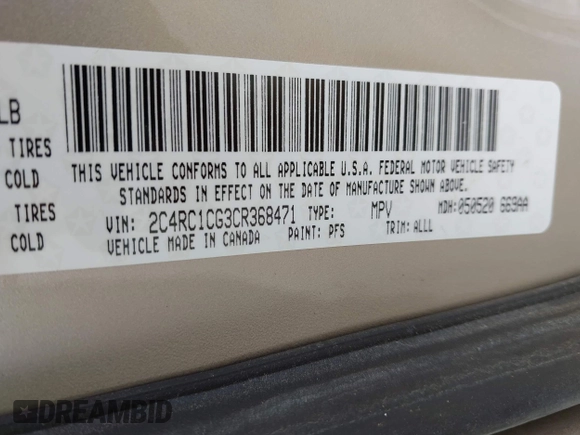 LB
TIRES
COLD
TIRES
COLD
THIS VEHICLE CONFORMS TO ALL APPLICABLE U.S.A. FEDERAL MOTOR VEHICLE SAFETY
STANDARDS IN EFFECT ON THE DATE OF MANUFACTURE SHOWN ABOVE.
VIN: 2C4RC1CG3CR368471 TYPE: MPV MDH: 050520 GG9AA
VEHICLE MADE IN CANADA PAINT: PFS TRIM: ALLL
DREAMBID